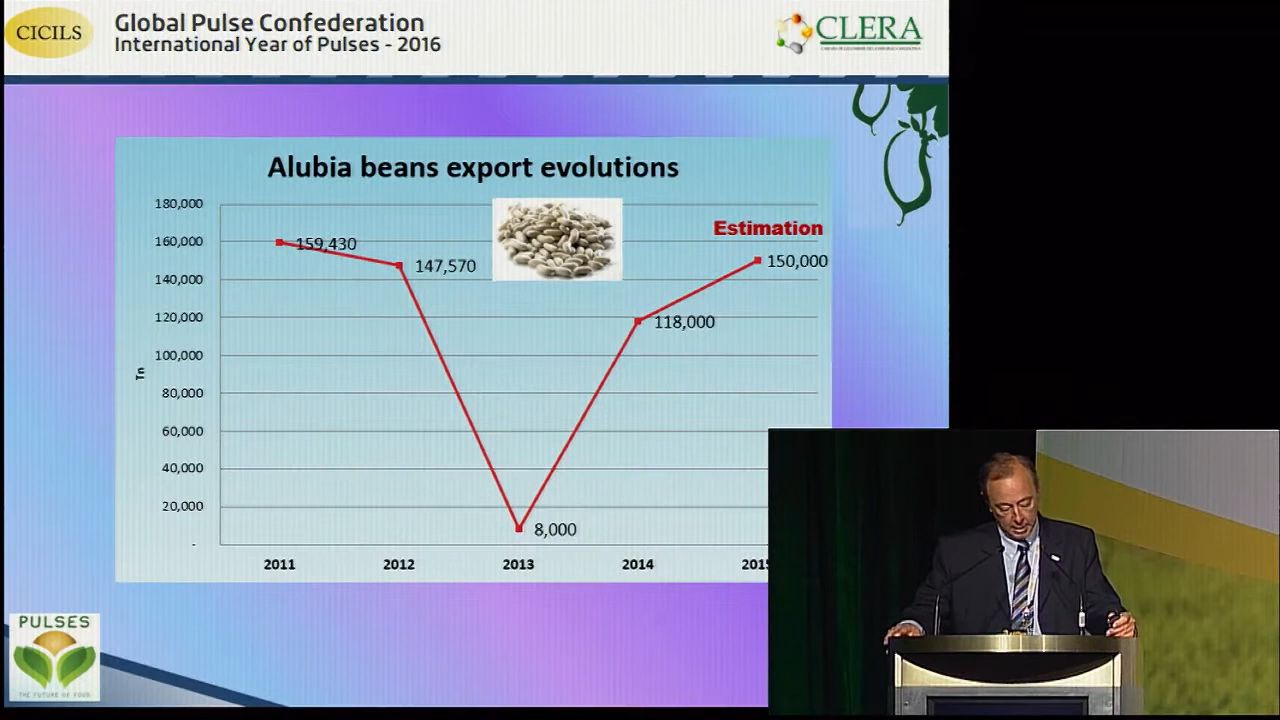 CICILS
Global Pulse Confederation
International Year of Pulses - 2016
CLERA
Alubia beans export evolutions
180,000
160,000
140,000
120,000
100,000
80,000
60,000
40,000
20,000
-
Tn
Estimation
159,430
147,570
8,000
118,000
150,000
2011
2012
2013
2014
2015
PULSES
THE FUTURE OF FOOD